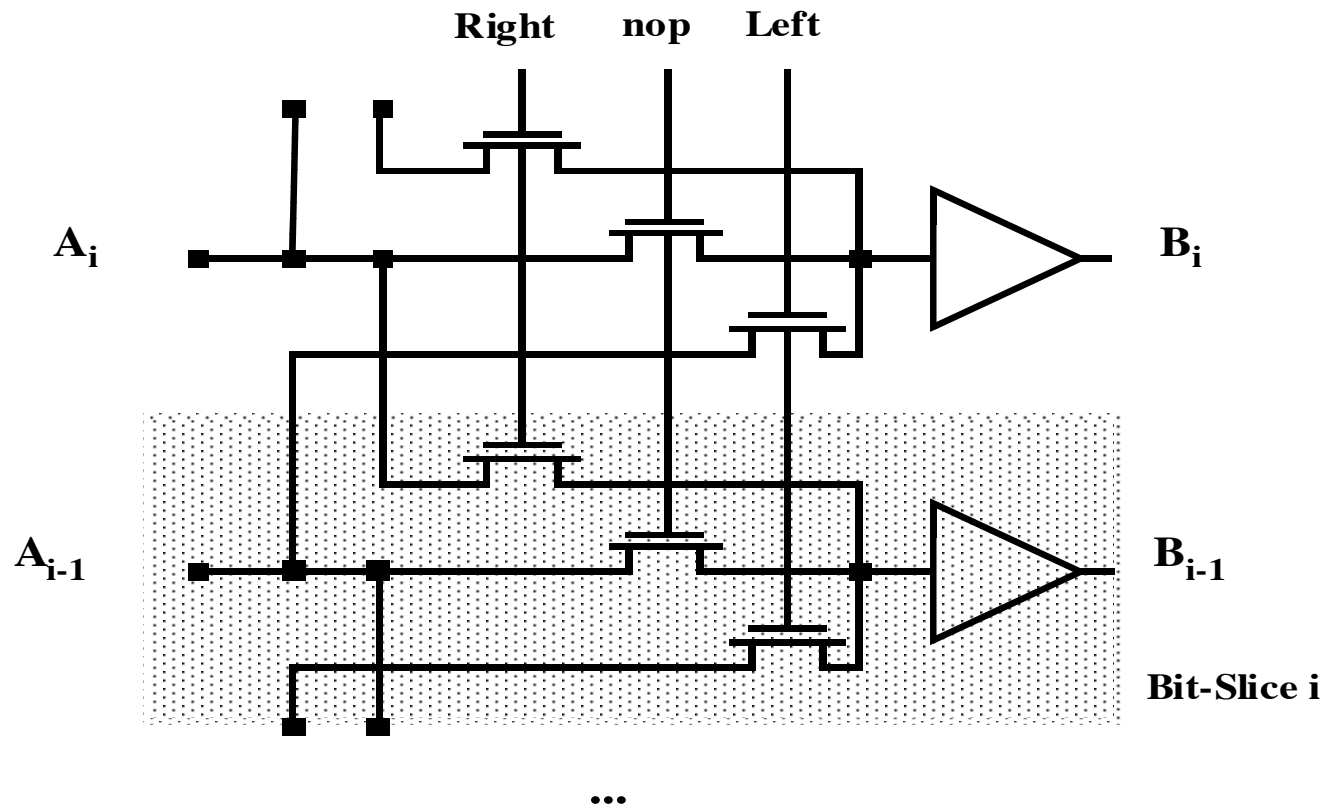 Right nop Left
Aᵢ Bᵢ
Aᵢ₋₁ Bᵢ₋₁
Bit-Slice i
...